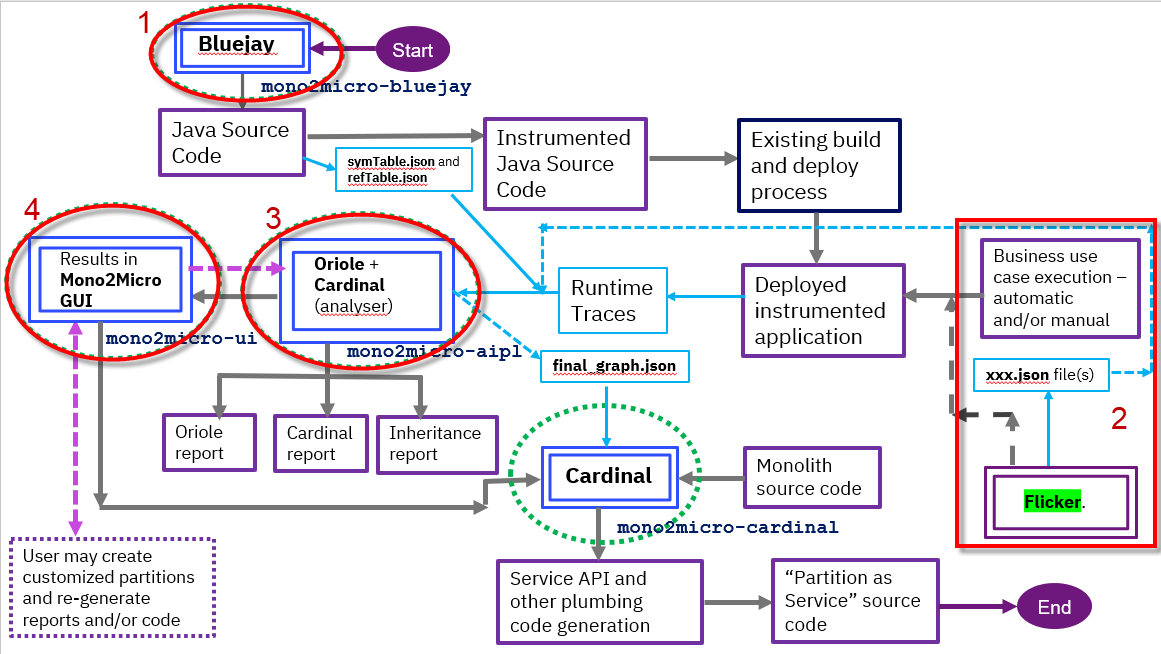 1
Bluejay
Start
mono2micro-bluejay
Java Source
Code
symTable.json and
refTable.json
Instrumented
Java Source
Code
Existing build
and deploy
process
4
Results in
Mono2Micro
GUI
mono2micro-ui
3
Oriole +
Cardinal
(analyser)
mono2micro-aipl
Runtime
Traces
Deployed
instrumented
application
Business use
case execution –
automatic
and/or manual
final_graph.json
xxx.json file(s)
2
Flicker.
Oriole
report
Cardinal
report
Inheritance
report
Cardinal
mono2micro-cardinal
Monolith
source code
User may create
customized partitions
and re-generate
reports and/or code
Service API and
other plumbing
code generation
“Partition as
Service” source
code
End